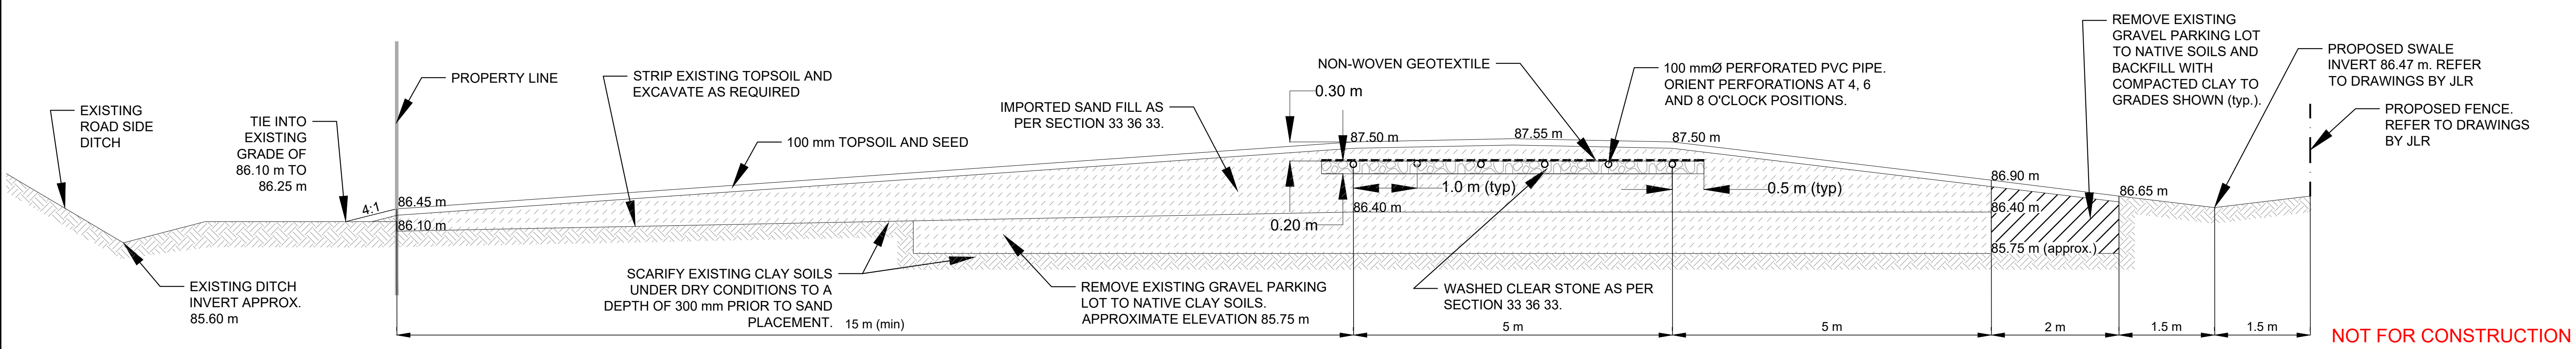 EXISTING
ROAD SIDE
DITCH
TIE INTO
EXISTING
GRADE OF
86.10 m TO
86.25 m
4:1
EXISTING DITCH
INVERT APPROX.
85.60 m
PROPERTY LINE
86.45 m
86.10 m
STRIP EXISTING TOPSOIL AND
EXCAVATE AS REQUIRED
100 mm TOPSOIL AND SEED
SCARIFY EXISTING CLAY SOILS
UNDER DRY CONDITIONS TO A
DEPTH OF 300 mm PRIOR TO SAND
PLACEMENT.
15 m (min)
IMPORTED SAND FILL AS
PER SECTION 33 36 33.
REMOVE EXISTING GRAVEL PARKING
LOT TO NATIVE CLAY SOILS.
APPROXIMATE ELEVATION 85.75 m
0.30 m
0.20 m
NON-WOVEN GEOTEXTILE
87.50 m
87.55 m
87.50 m
100 mmØ PERFORATED PVC PIPE.
ORIENT PERFORATIONS AT 4, 6
AND 8 O'CLOCK POSITIONS.
1.0 m (typ)
0.5 m (typ)
86.40 m
WASHED CLEAR STONE AS PER
SECTION 33 36 33.
5 m
5 m
86.90 m
86.40 m
85.75 m (approx.)
86.65 m
REMOVE EXISTING
GRAVEL PARKING LOT
TO NATIVE SOILS AND
BACKFILL WITH
COMPACTED CLAY TO
GRADES SHOWN (typ.).
PROPOSED SWALE
INVERT 86.47 m. REFER
TO DRAWINGS BY JLR
PROPOSED FENCE.
REFER TO DRAWINGS
BY JLR
2 m
1.5 m
1.5 m
NOT FOR CONSTRUCTION